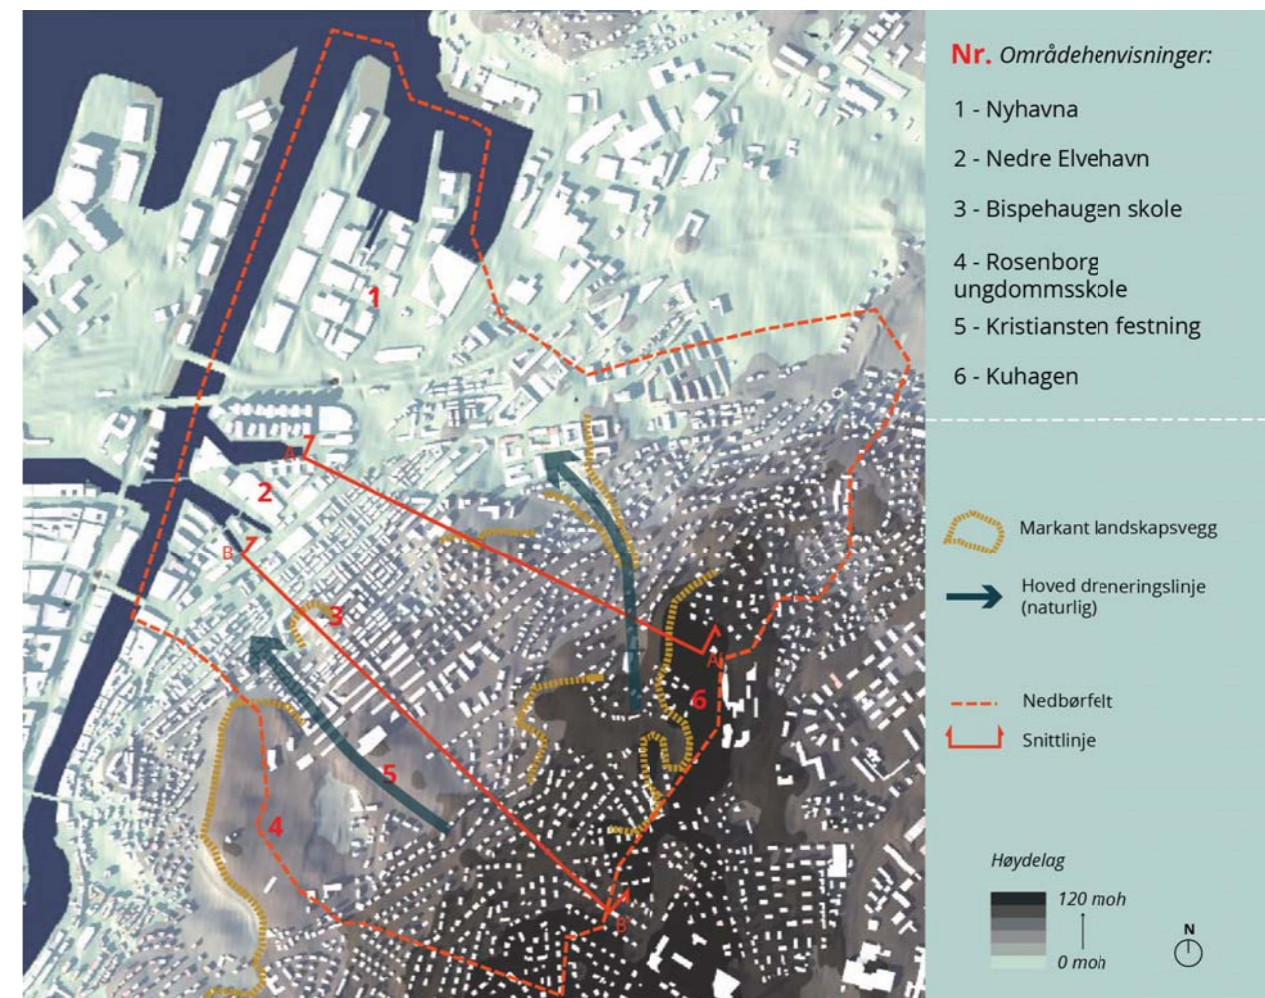 Nr. Områdehenvisninger:
1 - Nyhavna
2 - Nedre Elvehavn
3 - Bispehaugen skole
4 - Rosenborg
ungdommsskole
5 - Kristiansten festning
6 - Kuhagen
Markant landskapsvegg
Hoved dreneringslinje
(naturlig)
Nedbørfelt
Snittlinje
Høydelag
120 moh
0 moh
N
1
A
2
B
3
A
6
5
4
B